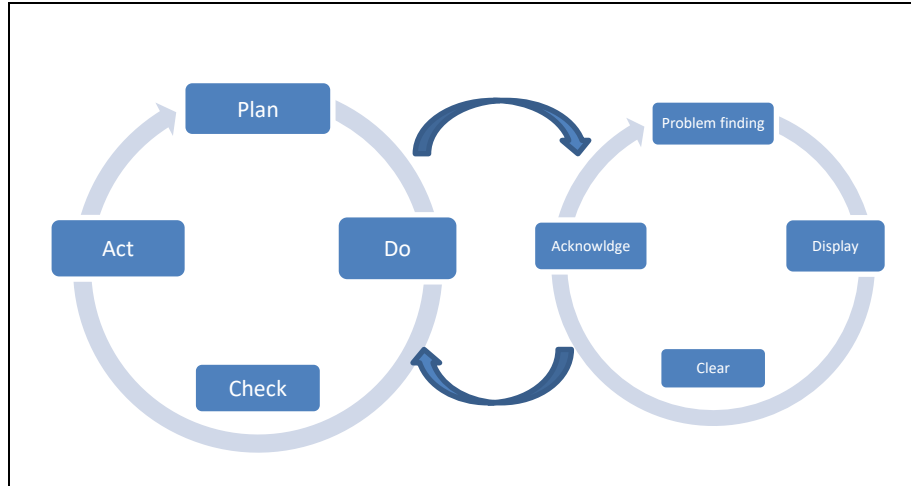 Plan
Do
Check
Act
Problem finding
Display
Clear
Acknowldge